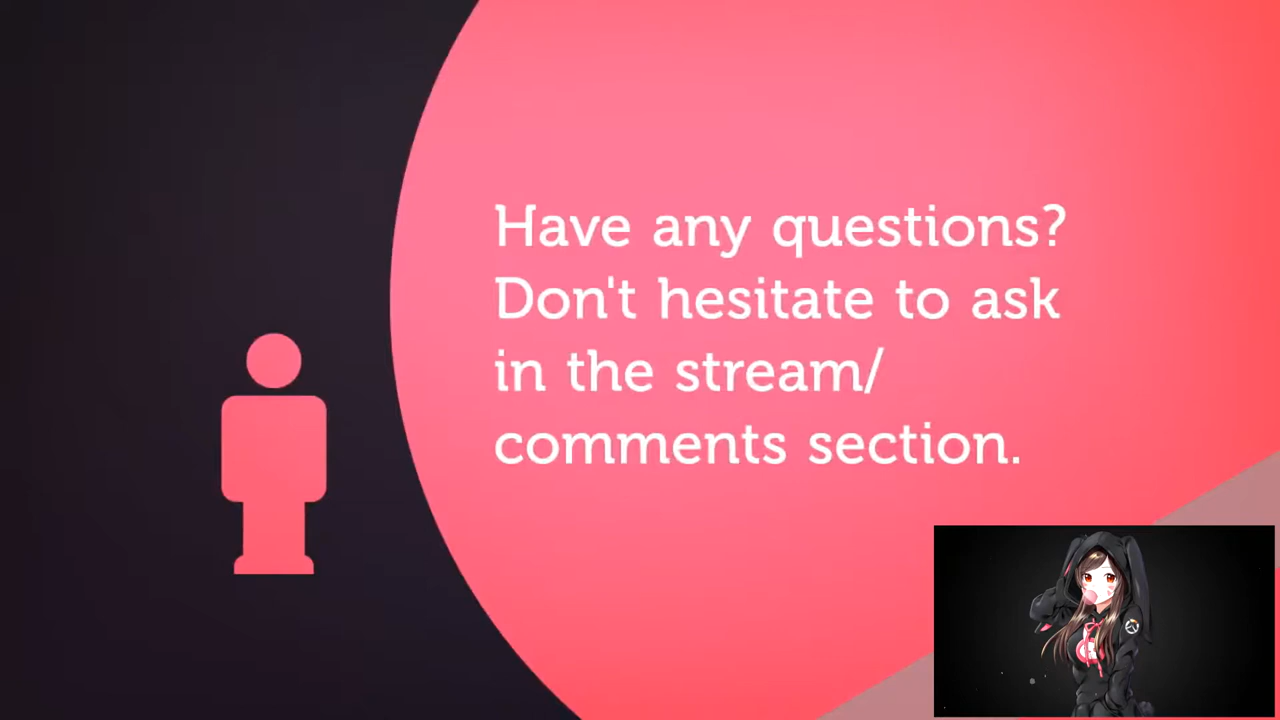 Have any questions?
Don't hesitate to ask
in the stream/
comments section.